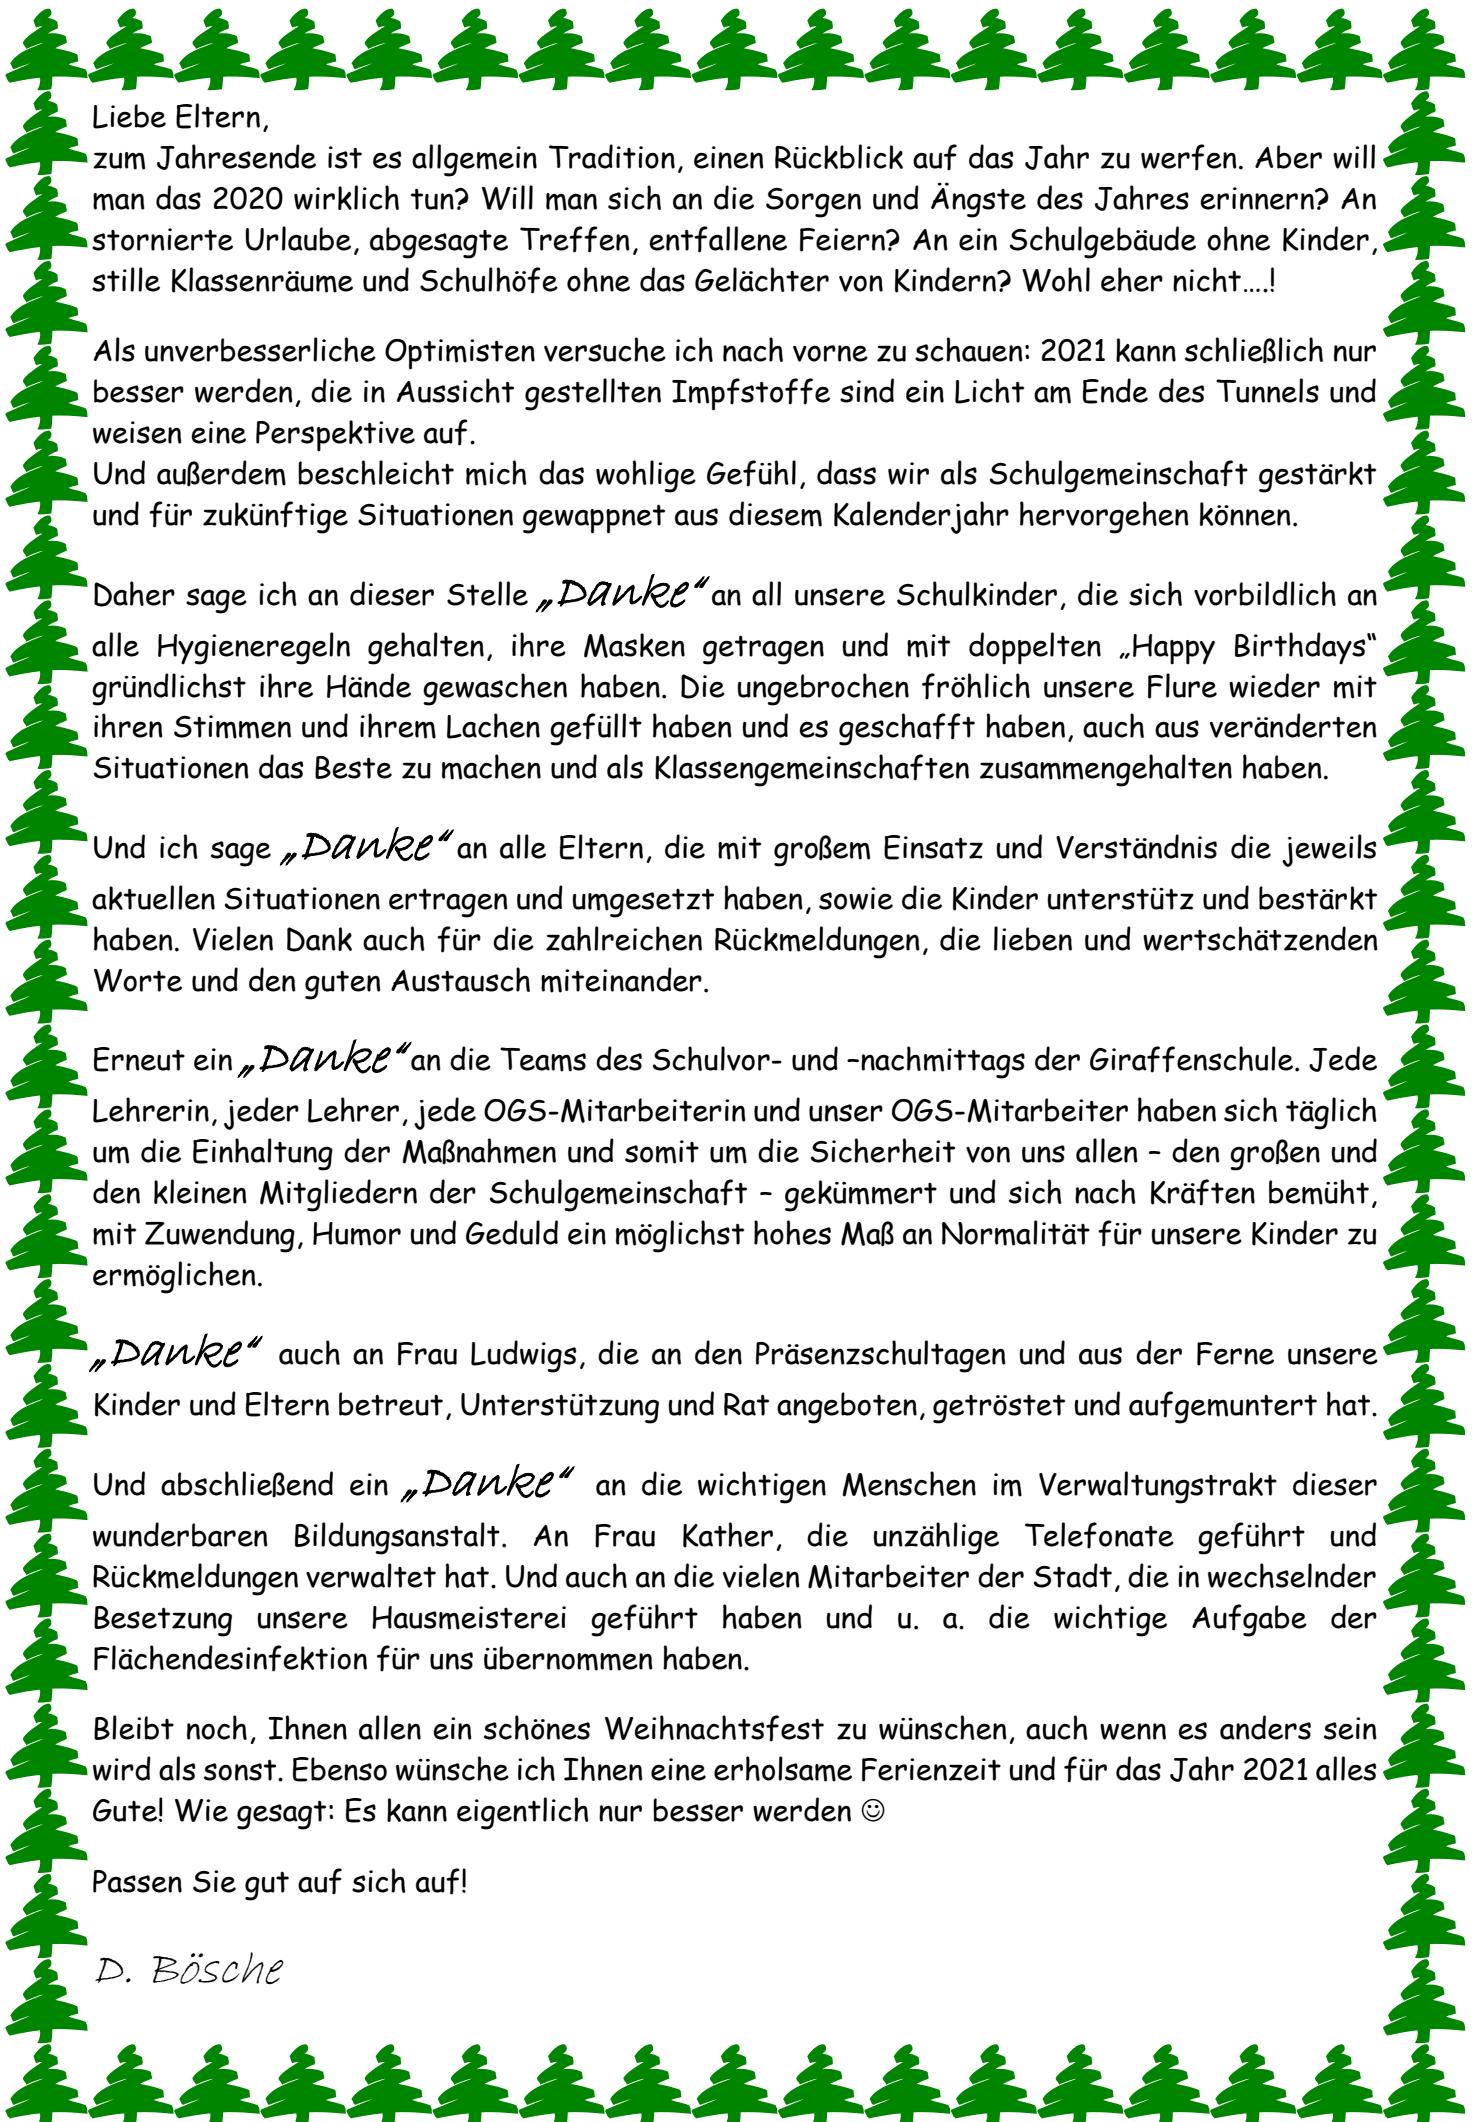 Liebe Eltern,
zum Jahresende ist es allgemein Tradition, einen Rückblick auf das Jahr zu werfen. Aber will
man das 2020 wirklich tun? Will man sich an die Sorgen und Ängste des Jahres erinnern? An
stornierte Urlaube, abgesagte Treffen, entfallene Feiern? An ein Schulgebäude ohne Kinder,
stille Klassenräume und Schulhöfe ohne das Gelächter von Kindern? Wohl eher nicht….!
Als unverbesserliche Optimisten versuche ich nach vorne zu schauen: 2021 kann schließlich nur
besser werden, die in Aussicht gestellten Impfstoffe sind ein Licht am Ende des Tunnels und
weisen eine Perspektive auf.
Und außerdem beschleicht mich das wohlige Gefühl, dass wir als Schulgemeinschaft gestärkt
und für zukünftige Situationen gewappnet aus diesem Kalenderjahr hervorgehen können.
Daher sage ich an dieser Stelle „Danke“ an all unsere Schulkinder, die sich vorbildlich an
alle Hygieneregeln gehalten, ihre Masken getragen und mit doppelten „Happy Birthdays“
gründlichst ihre Hände gewaschen haben. Die ungebrochen fröhlich unsere Flure wieder mit
ihren Stimmen und ihrem Lachen gefüllt haben und es geschafft haben, auch aus veränderten
Situationen das Beste zu machen und als Klassengemeinschaften zusammengehalten haben.
Und ich sage „Danke“ an alle Eltern, die mit großem Einsatz und Verständnis die jeweils
aktuellen Situationen ertragen und umgesetzt haben, sowie die Kinder unterstütz und bestärkt
haben. Vielen Dank auch für die zahlreichen Rückmeldungen, die lieben und wertschätzenden
Worte und den guten Austausch miteinander.
Erneut ein „Danke“ an die Teams des Schulvor- und –nachmittags der Giraffenschule. Jede
Lehrerin, jeder Lehrer, jede OGS-Mitarbeiterin und unser OGS-Mitarbeiter haben sich täglich
um die Einhaltung der Maßnahmen und somit um die Sicherheit von uns allen – den großen und
den kleinen Mitgliedern der Schulgemeinschaft – gekümmert und sich nach Kräften bemüht,
mit Zuwendung, Humor und Geduld ein möglichst hohes Maß an Normalität für unsere Kinder zu
ermöglichen.
„Danke“ auch an Frau Ludwigs, die an den Präsenzschultagen und aus der Ferne unsere
Kinder und Eltern betreut, Unterstützung und Rat angeboten, getröstet und aufgemuntert hat.
Und abschließend ein „Danke“ an die wichtigen Menschen im Verwaltungstrakt dieser
wunderbaren Bildungsanstalt. An Frau Kather, die unzählige Telefonate geführt und
Rückmeldungen verwaltet hat. Und auch an die vielen Mitarbeiter der Stadt, die in wechselnder
Besetzung unsere Hausmeisterei geführt haben und u. a. die wichtige Aufgabe der
Flächendesinfektion für uns übernommen haben.
Bleibt noch, Ihnen allen ein schönes Weihnachtsfest zu wünschen, auch wenn es anders sein
wird als sonst. Ebenso wünsche ich Ihnen eine erholsame Ferienzeit und für das Jahr 2021 alles
Gute! Wie gesagt: Es kann eigentlich nur besser werden ☺
Passen Sie gut auf sich auf!
D. Bösche